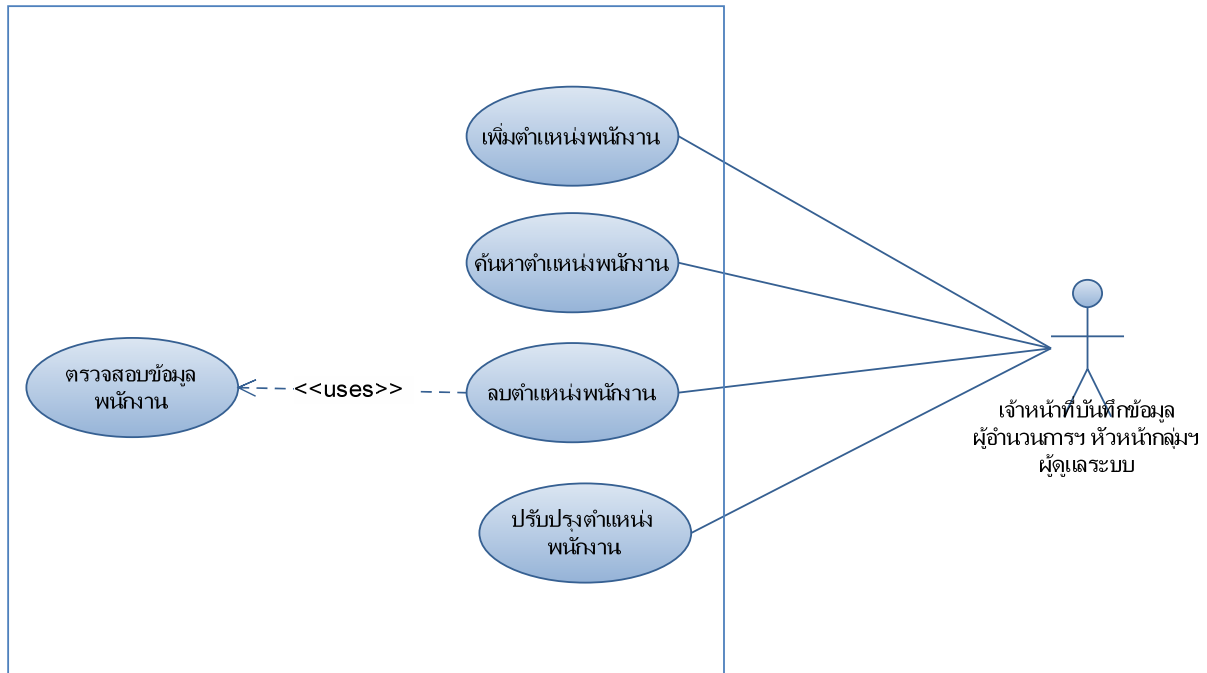 เพิ่มตำแหน่งพนักงาน
ค้นหาตำแหน่งพนักงาน
ตรวจสอบข้อมูล
พนักงาน
<<uses>>
ลบตำแหน่งพนักงาน
ปรับปรุงตำแหน่ง
พนักงาน
เจ้าหน้าที่บันทึกข้อมูล
ผู้อำนวนการฯ หัวหน้ากลุ่มฯ
ผู้ดูแลระบบ